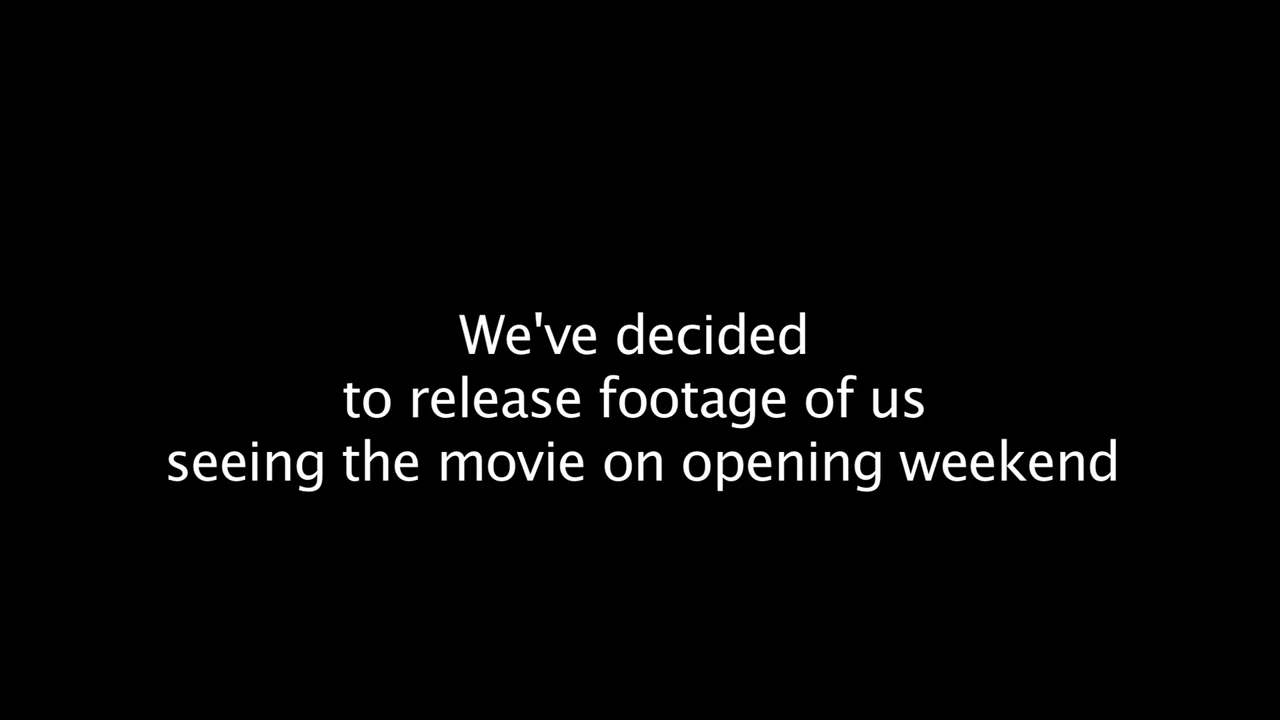 We've decided
to release footage of us
seeing the movie on opening weekend